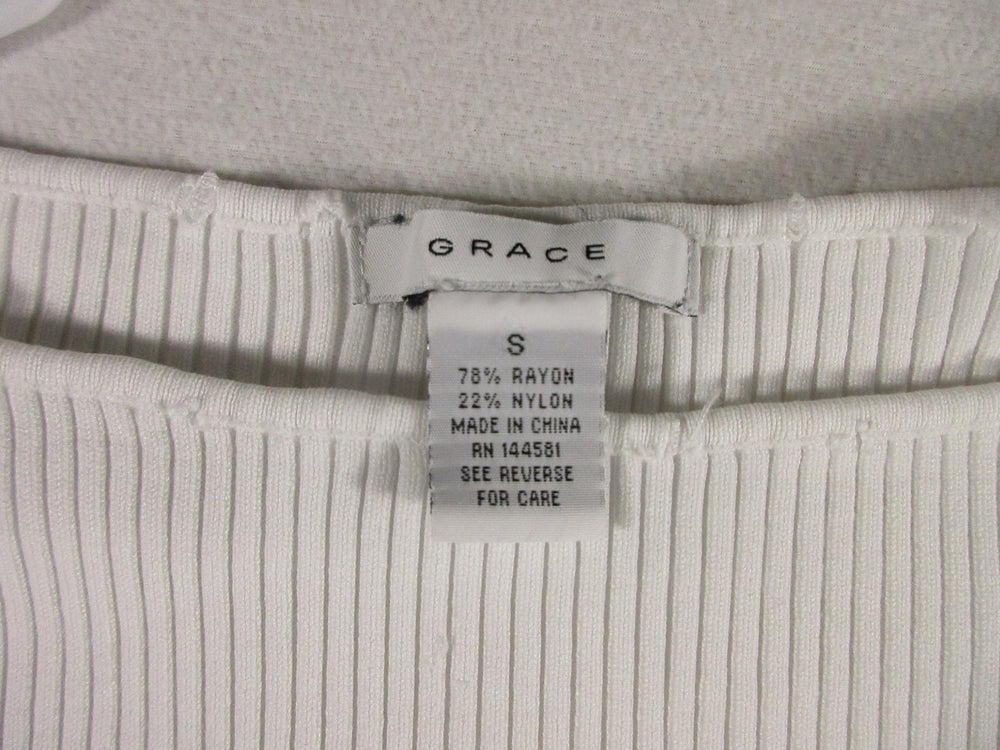 GRACE
S
78% RAYON
22% NYLON
MADE IN CHINA
RN 144581
SEE REVERSE
FOR CARE